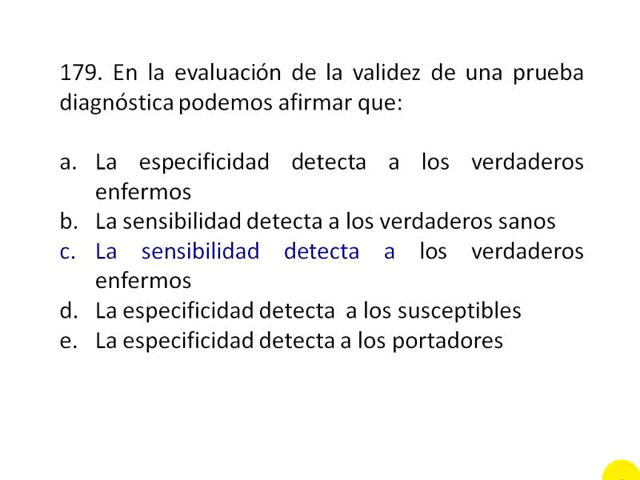 179. En la evaluación de la validez de una prueba
diagnóstica podemos afirmar que:
a. La especificidad detecta a los verdaderos
enfermos
b. La sensibilidad detecta a los verdaderos sanos
c. La sensibilidad detecta a los verdaderos
enfermos
d. La especificidad detecta a los susceptibles
e. La especificidad detecta a los portadores